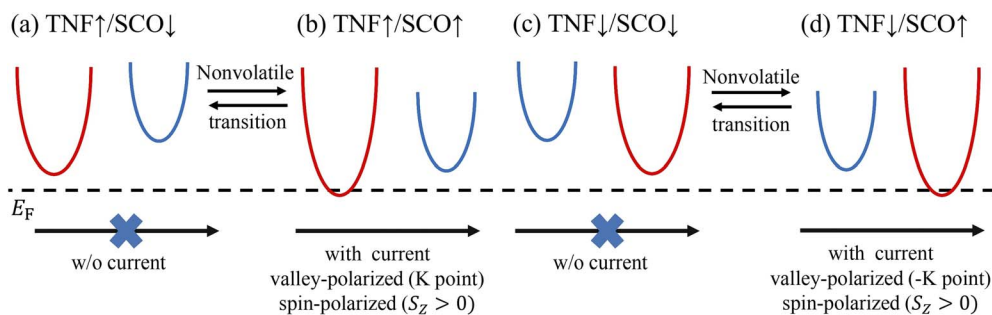 (a) TNF↑/SCO↓
(b) TNF↑/SCO↑
(c) TNF↓/SCO↓
(d) TNF↓/SCO↑
Nonvolatile
transition
Nonvolatile
transition
E_F
w/o current
with current
valley-polarized (K point)
spin-polarized (S_Z > 0)
w/o current
with current
valley-polarized (-K point)
spin-polarized (S_Z > 0)